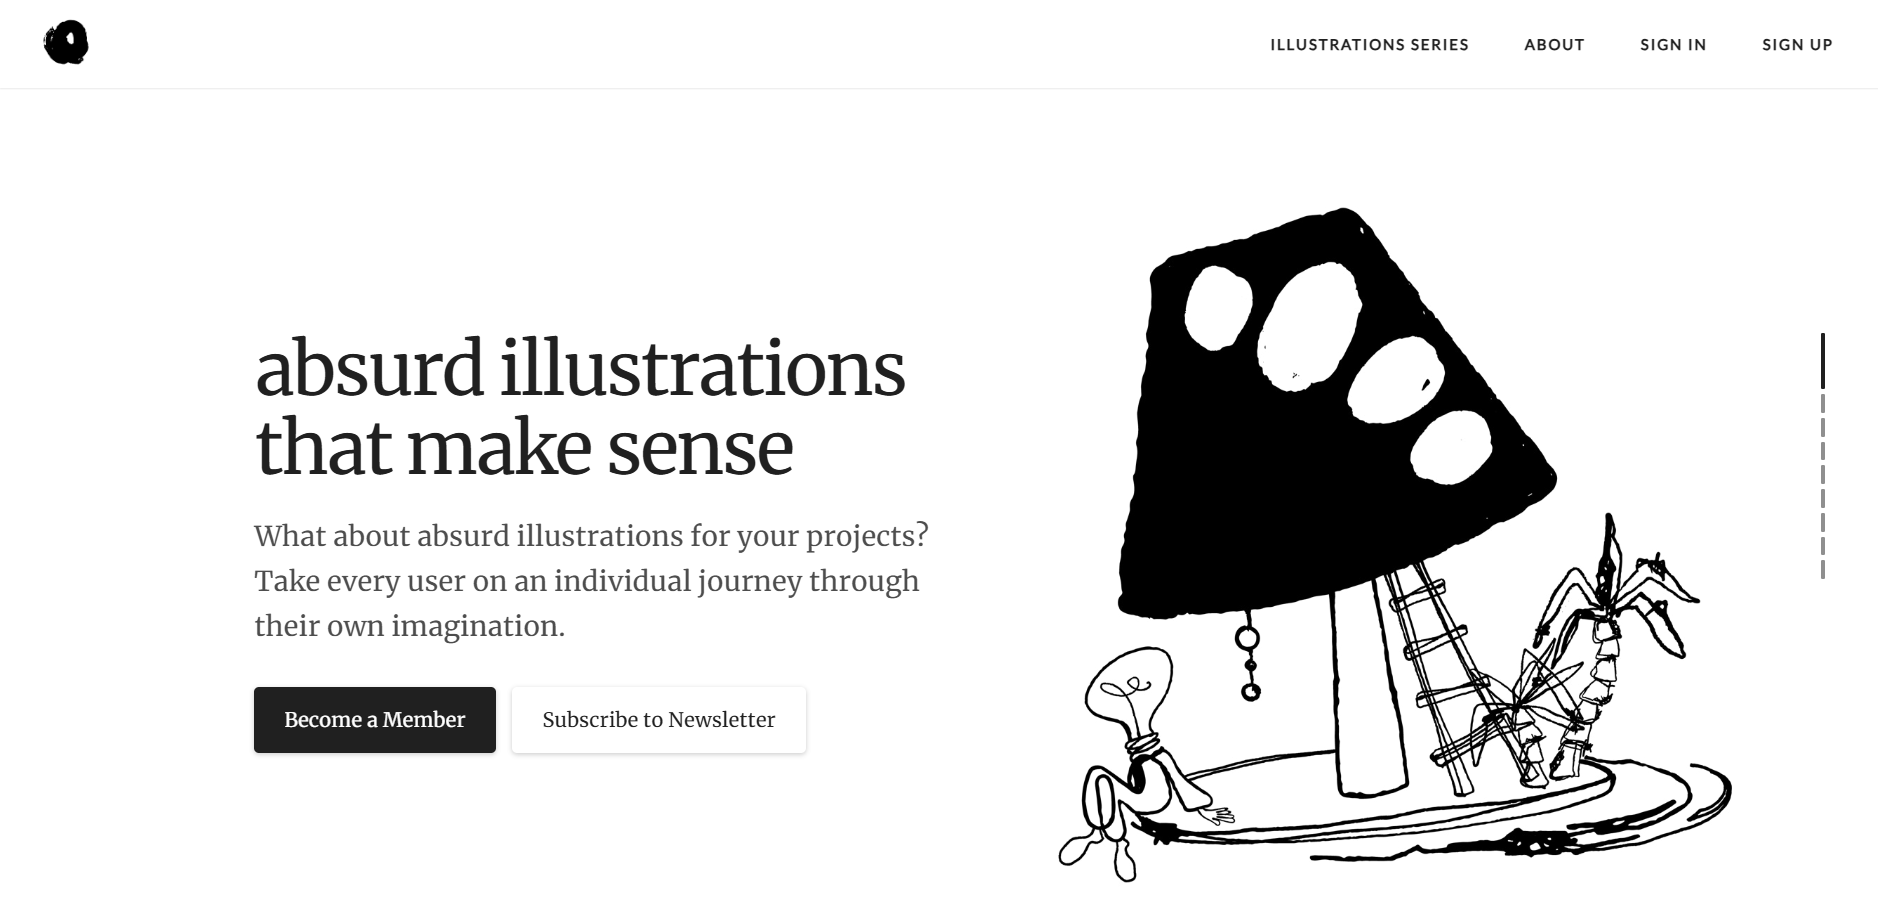 ILLUSTRATIONS SERIES
ABOUT
SIGN IN
SIGN UP
absurd illustrations
that make sense
What about absurd illustrations for your projects?
Take every user on an individual journey through
their own imagination.
Become a Member
Subscribe to Newsletter